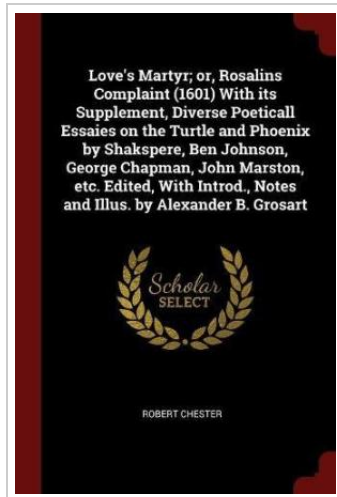 Love's Martyr; or, Rosalins
Complaint (1601) With its
Supplement, Diverse Poeticall
Essaies on the Turtle and Phoenix
by Shakspere, Ben Johnson,
George Chapman, John Marston,
etc. Edited, With Introd., Notes
and Illus. by Alexander B. Grosart
Scholar
SELECT
ROBERT CHESTER